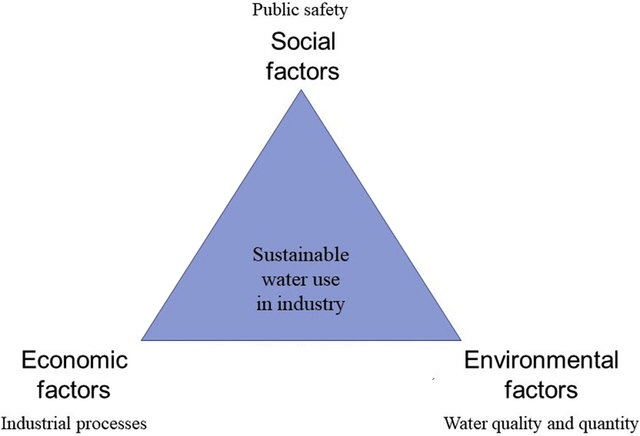 Public safety
Social
factors
Sustainable
water use
in industry
Economic
factors
Industrial processes
Environmental
factors
Water quality and quantity